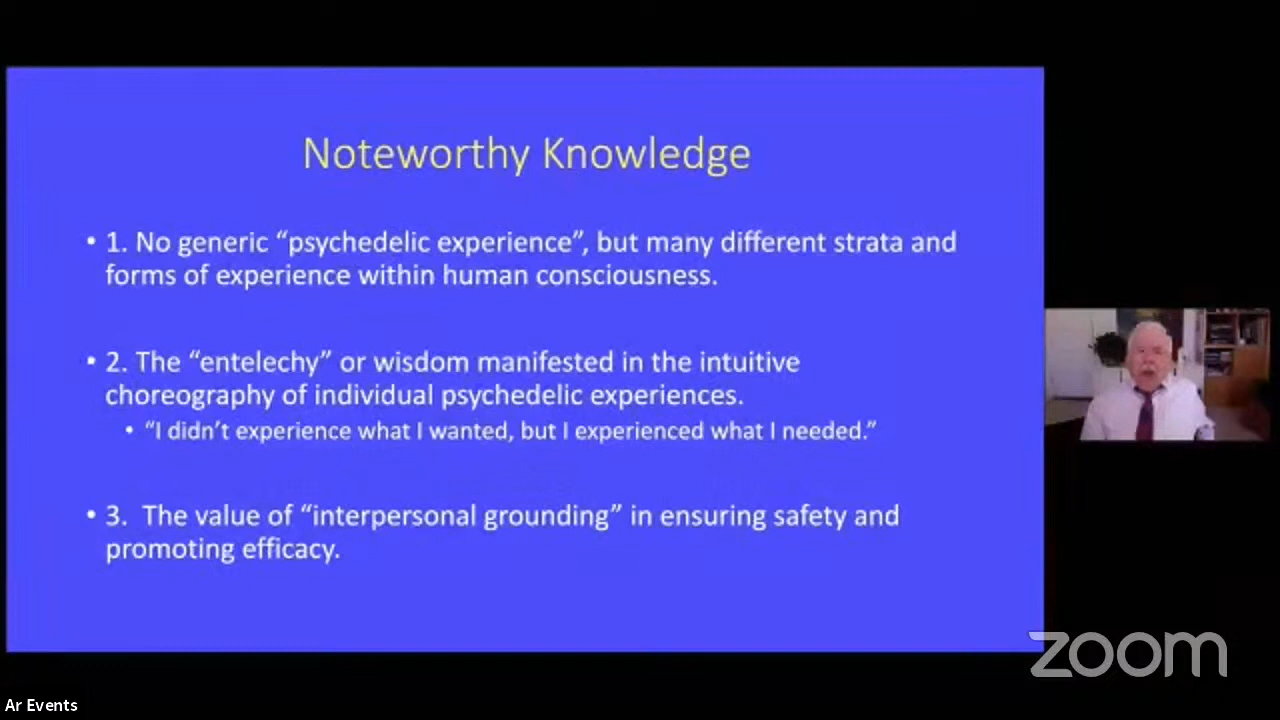 Noteworthy Knowledge
• 1. No generic “psychedelic experience”, but many different strata and
forms of experience within human consciousness.
• 2. The “entelechy” or wisdom manifested in the intuitive
choreography of individual psychedelic experiences.
• “I didn’t experience what I wanted, but I experienced what I needed.”
• 3.  The value of “interpersonal grounding” in ensuring safety and
promoting efficacy.
zoom
Ar Events